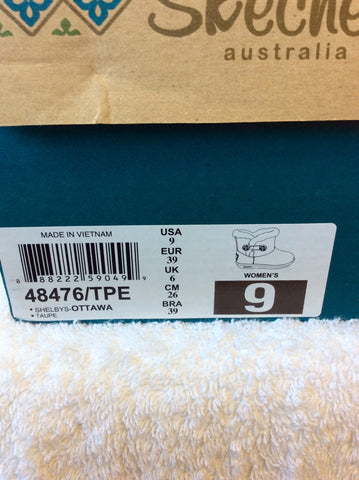 Skeche
australia
MADE IN VIETNAM
8 88222 59049 9
48476/TPE
• SHELBYS-OTTAWA
• TAUPE
USA
9
EUR
39
UK
6
CM
26
BRA
39
WOMEN'S
9